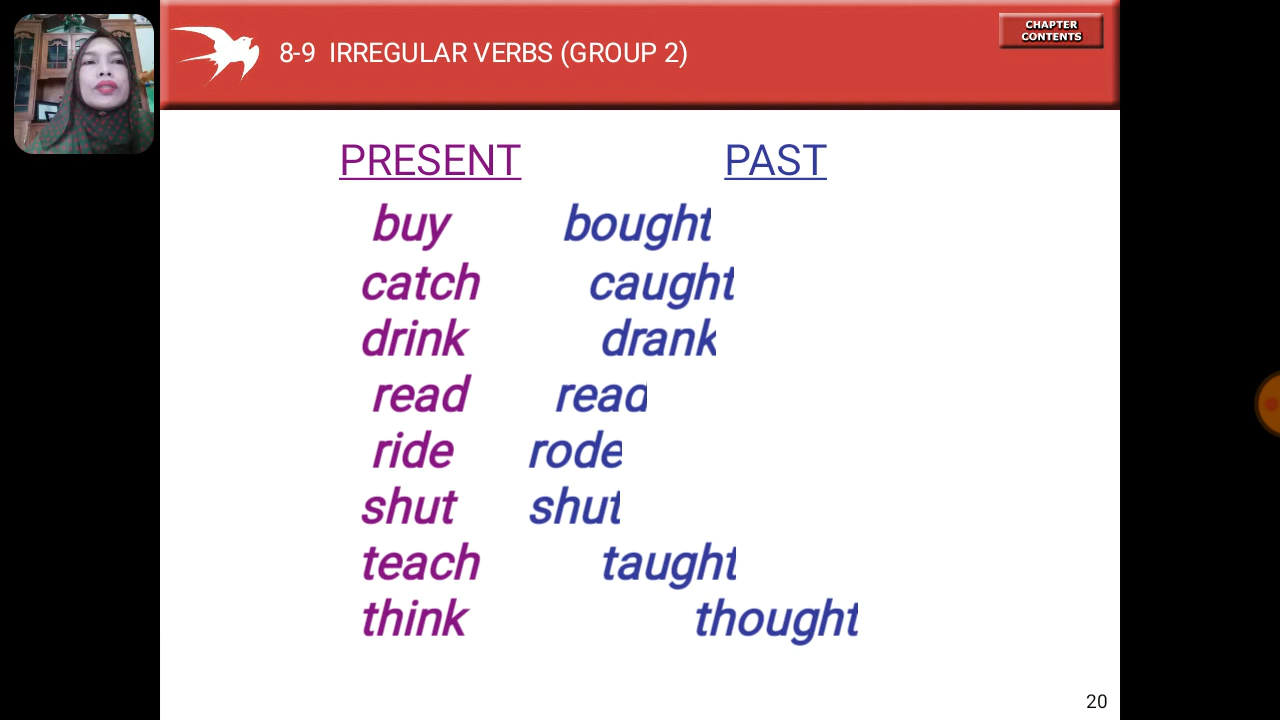 8-9 IRREGULAR VERBS (GROUP 2)
CHAPTER
CONTENTS
PRESENT PAST
buy bought
catch caught
drink drank
read read
ride rode
shut shut
teach taught
think thought
20